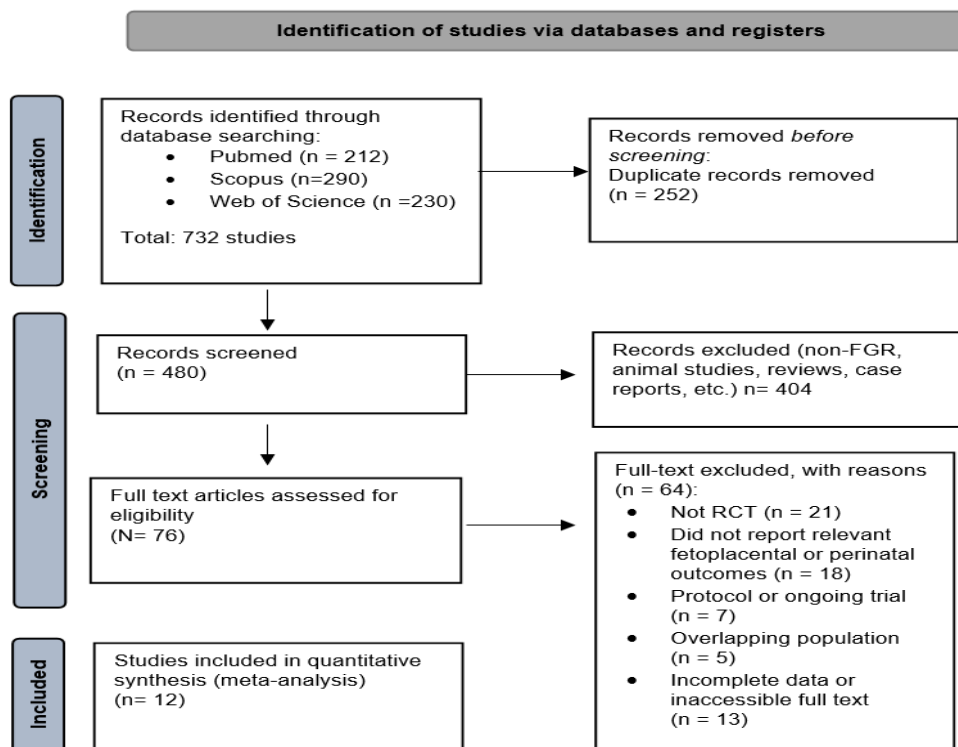 Identification of studies via databases and registers
Identification
Records identified through
database searching:
• Pubmed (n = 212)
• Scopus (n=290)
• Web of Science (n =230)
Total: 732 studies
Records removed before
screening:
Duplicate records removed
(n = 252)
Screening
Records screened
(n = 480)
Records excluded (non-FGR,
animal studies, reviews, case
reports, etc.) n= 404
Full text articles assessed for
eligibility
(N= 76)
Full-text excluded, with reasons
(n = 64):
• Not RCT (n = 21)
• Did not report relevant
fetoplacental or perinatal
outcomes (n = 18)
• Protocol or ongoing trial
(n = 7)
• Overlapping population
(n = 5)
• Incomplete data or
inaccessible full text
(n = 13)
Included
Studies included in quantitative
synthesis (meta-analysis)
(n= 12)